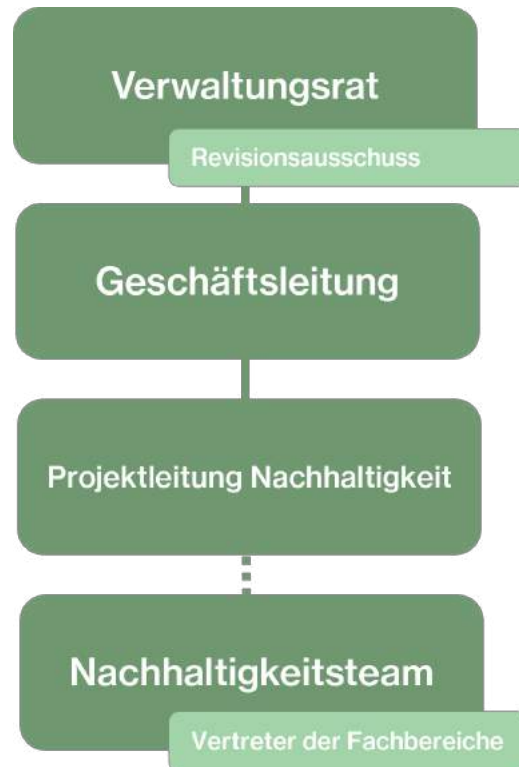 Verwaltungsrat
Revisionsausschuss
Geschäftsleitung
Projektleitung Nachhaltigkeit
Nachhaltigkeitsteam
Vertreter der Fachbereiche